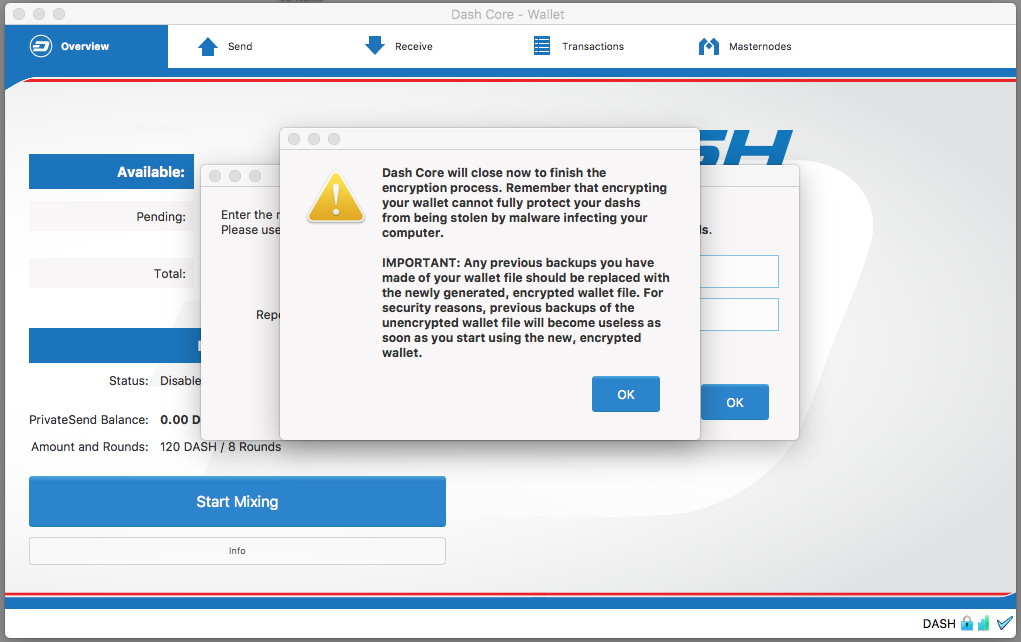 Dash Core - Wallet
Overview
Send
Receive
Transactions
Masternodes
Available:
Pending:
Total:
Status: Disable
PrivateSend Balance: 0.00 D
Amount and Rounds: 120 DASH / 8 Rounds
Start Mixing
Info
Enter the
Please use
ls.
Repe
OK
Dash Core will close now to finish the
encryption process. Remember that encrypting
your wallet cannot fully protect your dashs
from being stolen by malware infecting your
computer.
IMPORTANT: Any previous backups you have
made of your wallet file should be replaced with
the newly generated, encrypted wallet file. For
security reasons, previous backups of the
unencrypted wallet file will become useless as
soon as you start using the new, encrypted
wallet.
OK
DASH